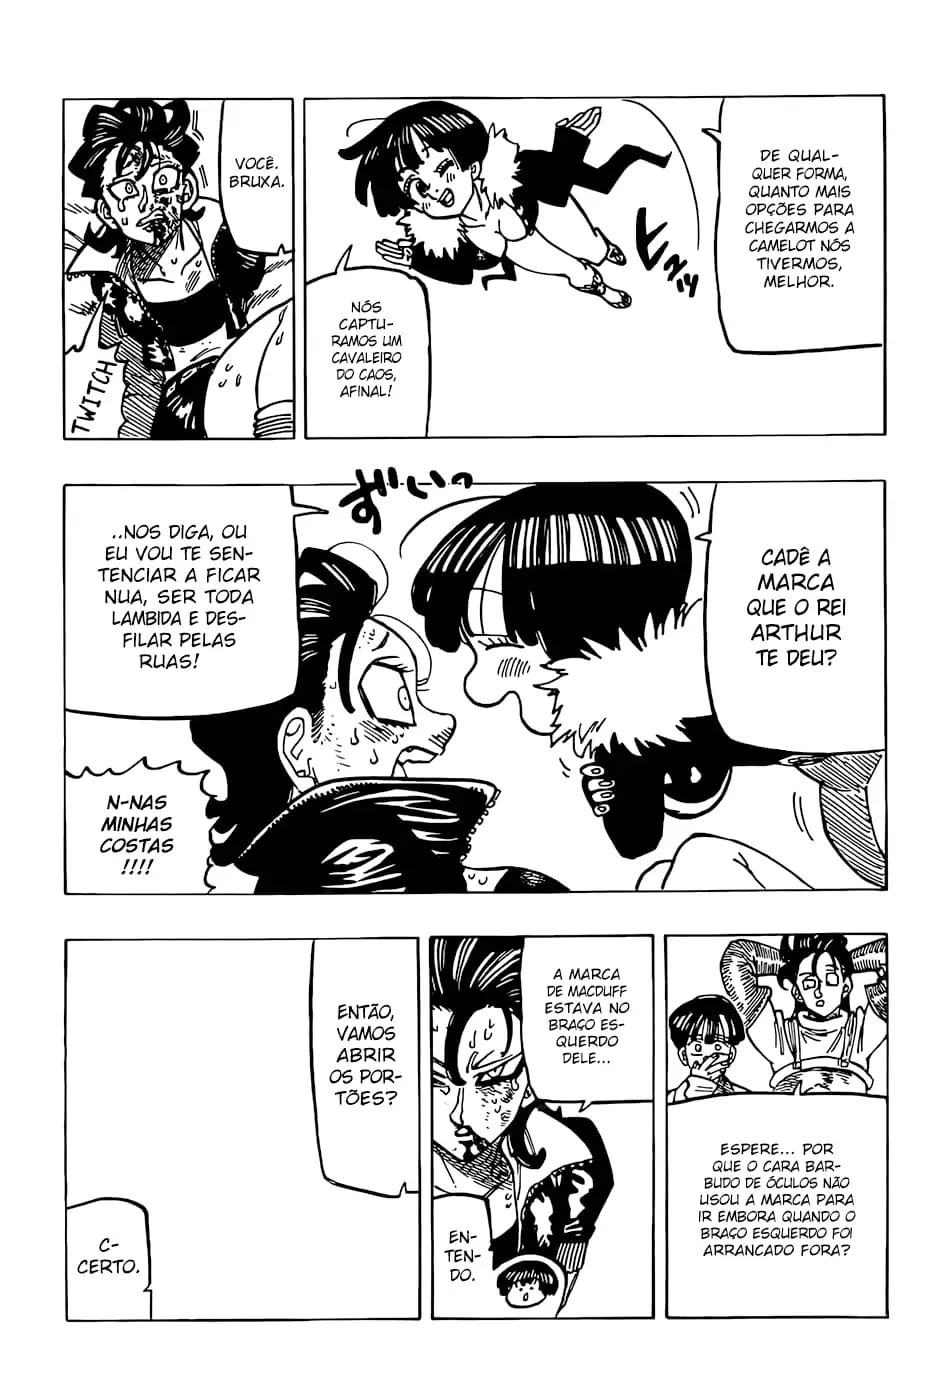 DE QUAL-
QUER FORMA,
QUANTO MAIS
OPÇÕES PARA
CHEGARMOS A
CAMELOT NÓS
TIVERMOS,
MELHOR.
NÓS
CAPTU-
RAMOS UM
CAVALEIRO
DO CAOS,
AFINAL!
VOCÊ.
BRUXA.
TWITCH
CADÊ A
MARCA
QUE O REI
ARTHUR
TE DEU?
ずいっ
..NOS DIGA, OU
EU VOU TE SEN-
TENCIAR A FICAR
NUA, SER TODA
LAMBIDA E DES-
FILAR PELAS
RUAS!
N-NAS
MINHAS
COSTAS
!!!!
ESPERE... POR
QUE O CARA BAR-
BUDO DE ÓCULOS NÃO
USOU A MARCA PARA
IR EMBORA QUANDO O
BRAÇO ESQUERDO FOI
ARRANCADO FORA?
A MARCA
DE MACDUFF
ESTAVA NO
BRAÇO ES-
QUERDO
DELE...
EN-
TEN-
DO.
ENTÃO,
VAMOS
ABRIR
OS POR-
TÕES?
C-
CERTO.